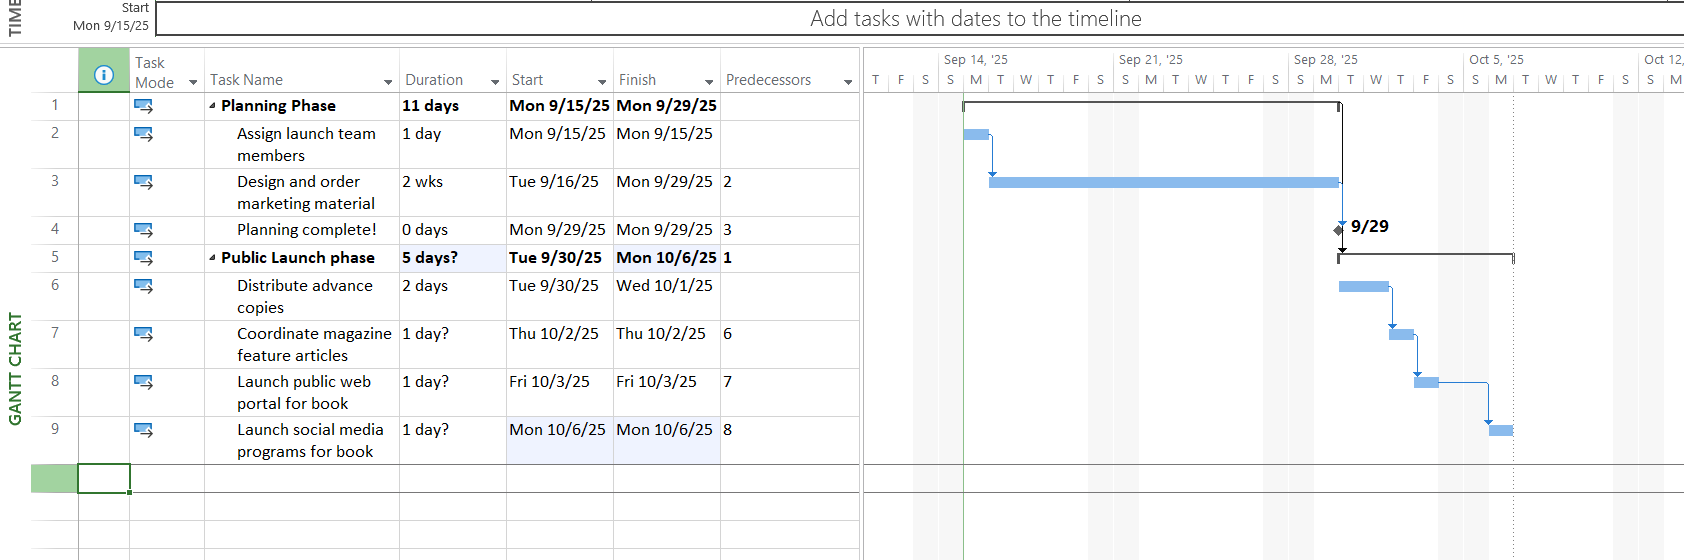 TIME
Start
Mon 9/15/25
Add tasks with dates to the timeline
GANTT CHART
Task Mode
Task Name
Duration
Start
Finish
Predecessors
1 Planning Phase 11 days Mon 9/15/25 Mon 9/29/25
2 Assign launch team 1 day Mon 9/15/25 Mon 9/15/25
members
3 Design and order 2 wks Tue 9/16/25 Mon 9/29/25 2
marketing material
4 Planning complete! 0 days Mon 9/29/25 Mon 9/29/25 3
5 Public Launch phase 5 days? Tue 9/30/25 Mon 10/6/25 1
6 Distribute advance 2 days Tue 9/30/25 Wed 10/1/25
copies
7 Coordinate magazine 1 day? Thu 10/2/25 Thu 10/2/25 6
feature articles
8 Launch public web 1 day? Fri 10/3/25 Fri 10/3/25 7
portal for book
9 Launch social media 1 day? Mon 10/6/25 Mon 10/6/25 8
programs for book
Sep 14, '25 Sep 21, '25 Sep 28, '25 Oct 5, '25 Oct 12,
T F S S M T W T F S S M T W T F S S M T W T F S S M T W T F S S M
9/29